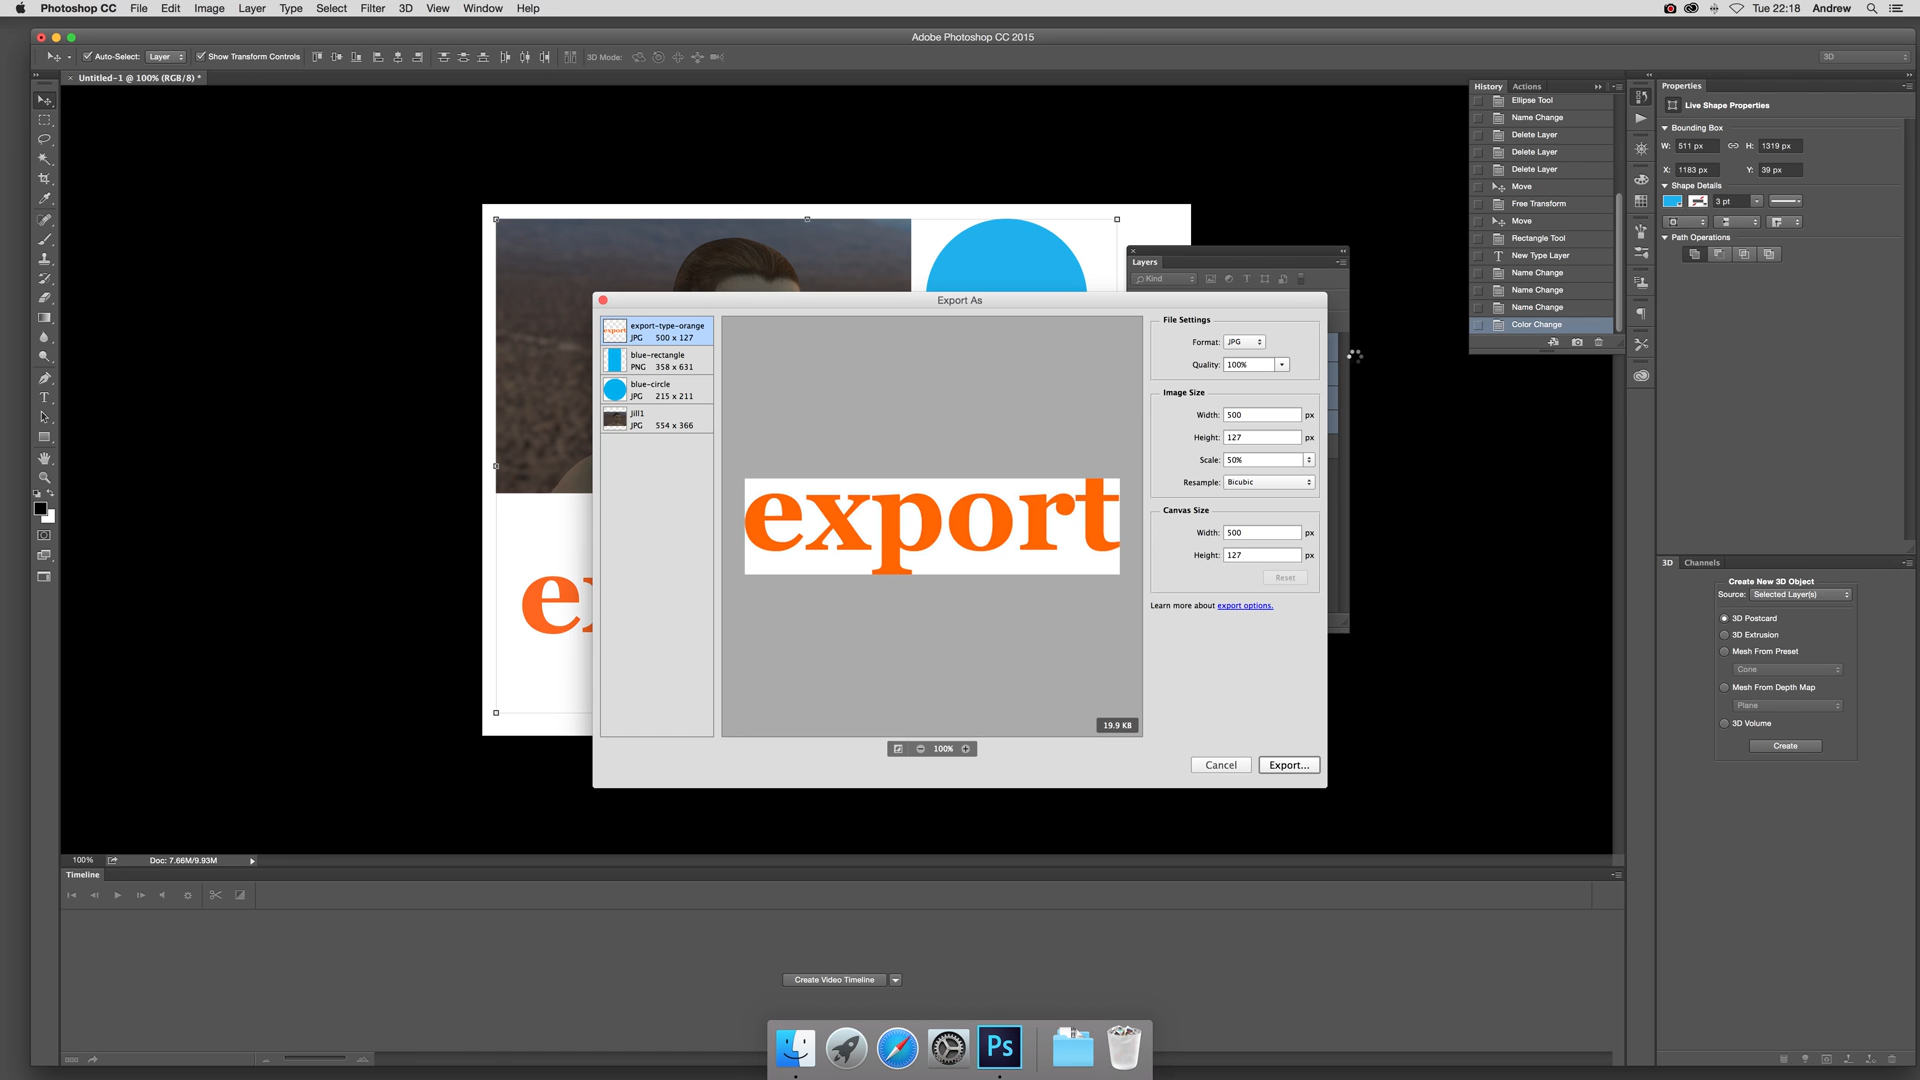 Photoshop CC File Edit Image Layer Type Select Filter 3D View Window Help Tue 22:18 Andrew
Adobe Photoshop CC 2015
Auto-Select: Layer Show Transform Controls 3D Mode: 3D
Untitled-1 @ 100% (RGB/8) *
History Actions
Ellipse Tool
Name Change
Delete Layer
Delete Layer
Delete Layer
Move
Free Transform
Move
Rectangle Tool
New Type Layer
Name Change
Name Change
Name Change
Color Change
Properties
Live Shape Properties
Bounding Box
W: 511 px H: 1319 px
X: 1183 px Y: 39 px
Shape Details
3 pt
Path Operations
Layers
Kind
Export As
export-type-orange
JPG 500 x 127
blue-rectangle
PNG 358 x 631
blue-circle
JPG 215 x 211
Jill1
JPG 554 x 366
export
19.9 KB
100%
File Settings
Format: JPG
Quality: 100%
Image Size
Width: 500 px
Height: 127 px
Scale: 50%
Resample: Bicubic
Canvas Size
Width: 500 px
Height: 127 px
Reset
Learn more about export options.
Cancel Export...
3D Channels
Create New 3D Object
Source: Selected Layer(s)
3D Postcard
3D Extrusion
Mesh From Preset
Cone
Mesh From Depth Map
Plane
3D Volume
Create
100% Doc: 7.66M/9.93M
Timeline
Create Video Timeline
Ps